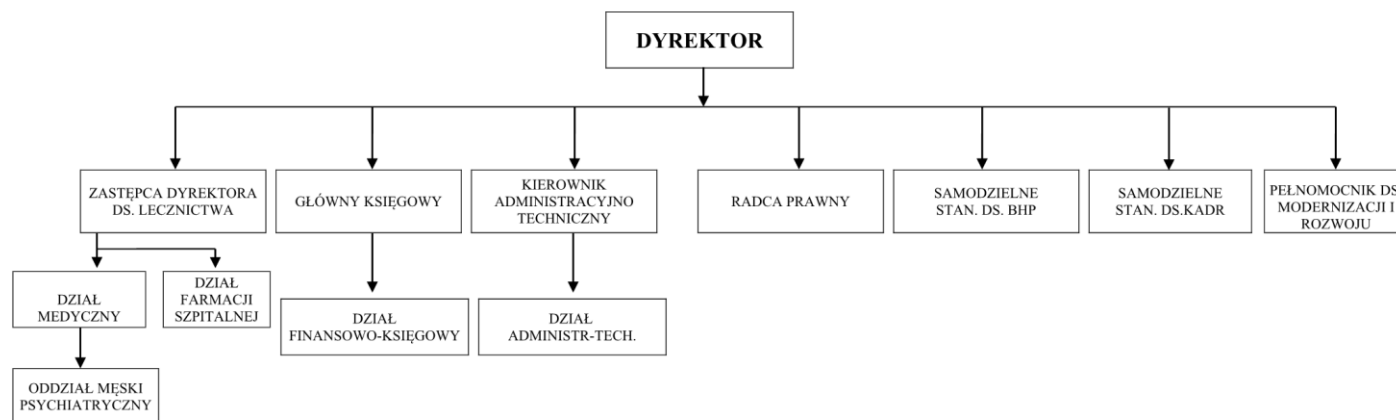 DYREKTOR
ZASTĘPCA DYREKTORA
DS. LECZNICTWA
GŁÓWNY KSIĘGOWY
KIEROWNIK
ADMINISTRACYJNO
TECHNICZNY
RADCA PRAWNY
SAMODZIELNE
STAN. DS. BHP
SAMODZIELNE
STAN. DS.KADR
PEŁNOMOCNIK DS.
MODERNIZACJI I
ROZWOJU
DZIAŁ
MEDYCZNY
DZIAŁ
FARMACJI
SZPITALNEJ
DZIAŁ
FINANSOWO-KSIĘGOWY
DZIAŁ
ADMINISTR-TECH.
ODDZIAŁ MĘSKI
PSYCHIATRYCZNY